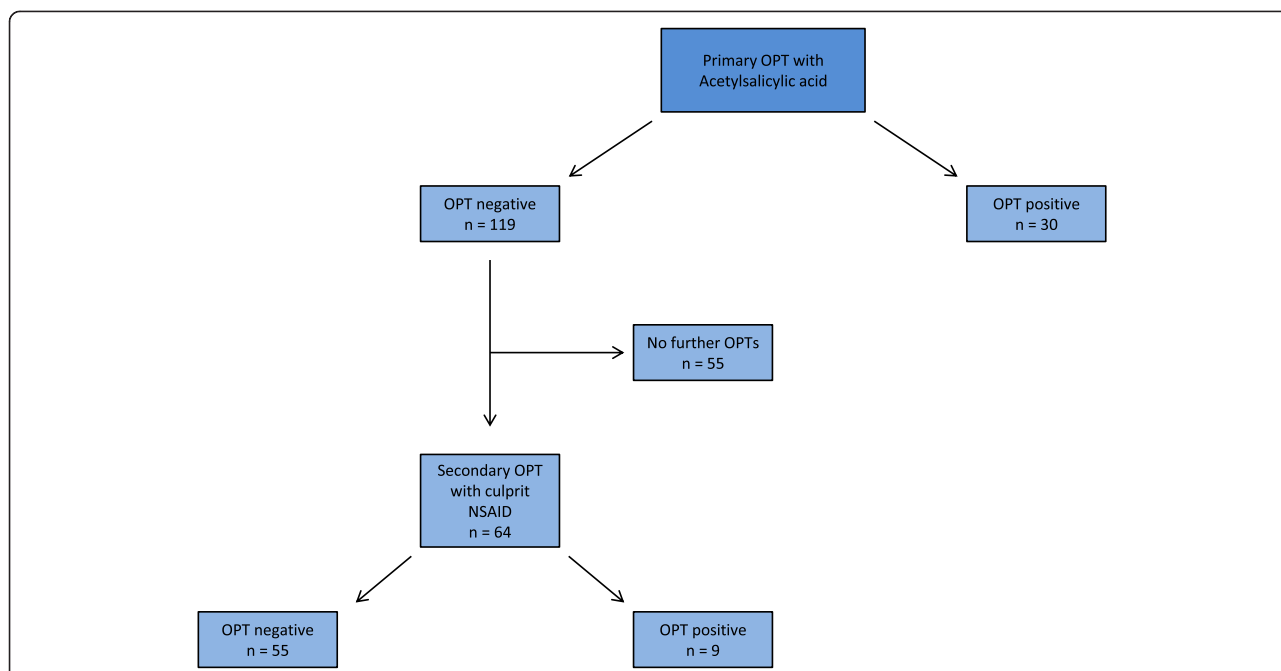 Primary OPT with
Acetylsalicylic acid
OPT negative
n = 119
OPT positive
n = 30
No further OPTs
n = 55
Secondary OPT
with culprit
NSAID
n = 64
OPT negative
n = 55
OPT positive
n = 9